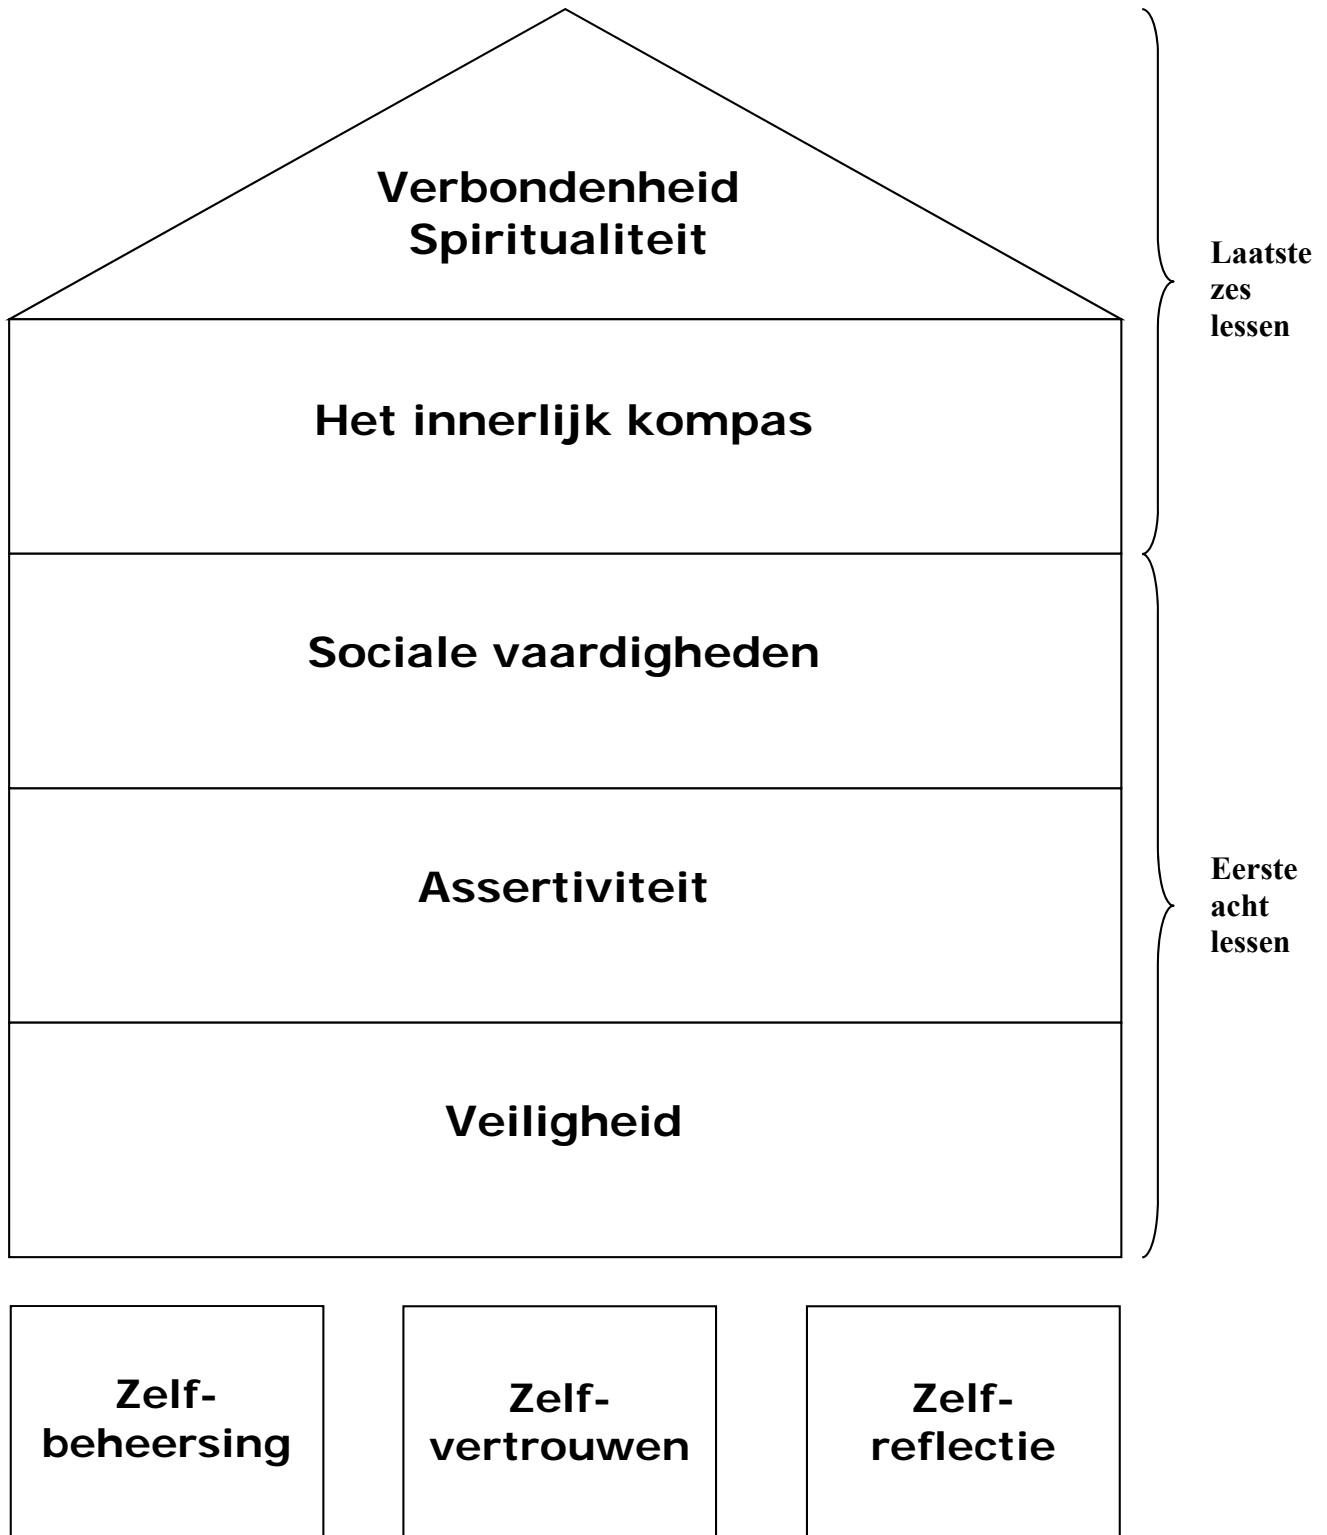 Verbondenheid
Spiritualiteit
Laatste
zes
lessen
Het innerlijk kompas
Sociale vaardigheden
Assertiviteit
Eerste
acht
lessen
Veiligheid
Zelf-
beheersing
Zelf-
vertrouwen
Zelf-
reflectie